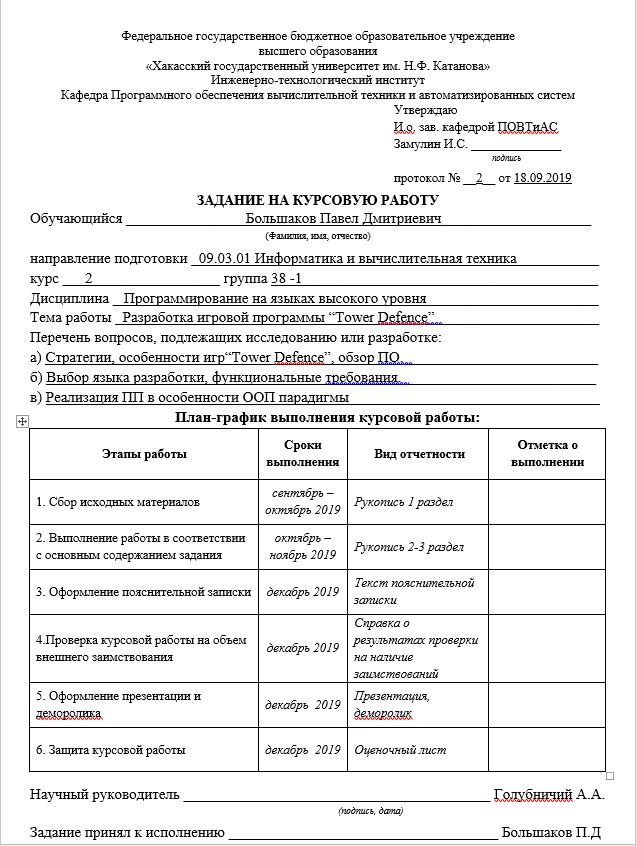 Федеральное государственное бюджетное образовательное учреждение
высшего образования
«Хакасский государственный университет им. Н.Ф. Катанова»
Инженерно-технологический институт
Кафедра Программного обеспечения вычислительной техники и автоматизированных систем
Утверждаю
И.о. зав. кафедрой ПОВТиАС
Замулин И.С. _______________
подпись
протокол № __2__ от 18.09.2019
ЗАДАНИЕ НА КУРСОВУЮ РАБОТУ
Обучающийся Большаков Павел Дмитриевич
(Фамилия, имя, отчество)
направление подготовки 09.03.01 Информатика и вычислительная техника
курс 2 группа 38 -1
Дисциплина Программирование на языках высокого уровня
Тема работы Разработка игровой программы “Tower Defence”
Перечень вопросов, подлежащих исследованию или разработке:
а) Стратегии, особенности игр“Tower Defence”, обзор ПО
б) Выбор языка разработки, функциональные требования
в) Реализация ПП в особенности ООП парадигмы
План-график выполнения курсовой работы:
Этапы работы
Сроки
выполнения
Вид отчетности
Отметка о
выполнении
1. Сбор исходных материалов
сентябрь –
октябрь 2019
Рукопись 1 раздел
2. Выполнение работы в соответствии
с основным содержанием задания
октябрь –
ноябрь 2019
Рукопись 2-3 раздел
3. Оформление пояснительной записки
декабрь 2019
Текст пояснительной
записки
4.Проверка курсовой работы на объем
внешнего заимствования
декабрь 2019
Справка о
результатах проверки
на наличие
заимствований
5. Оформление презентации и
деморолика
декабрь 2019
Презентация,
деморолик
6. Защита курсовой работы
декабрь 2019
Оценочный лист
Научный руководитель ____________________ Голубничий А.А.
(подпись, дата)
Задание принял к исполнению ____________________ Большаков П.Д